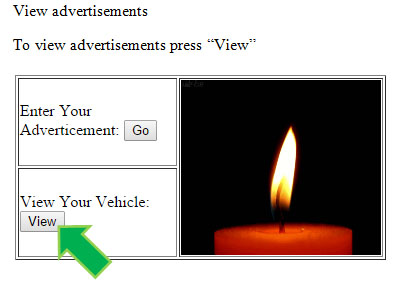 View advertisements
To view advertisements press “View”
Enter Your
Adverticement: Go
View Your Vehicle:
View